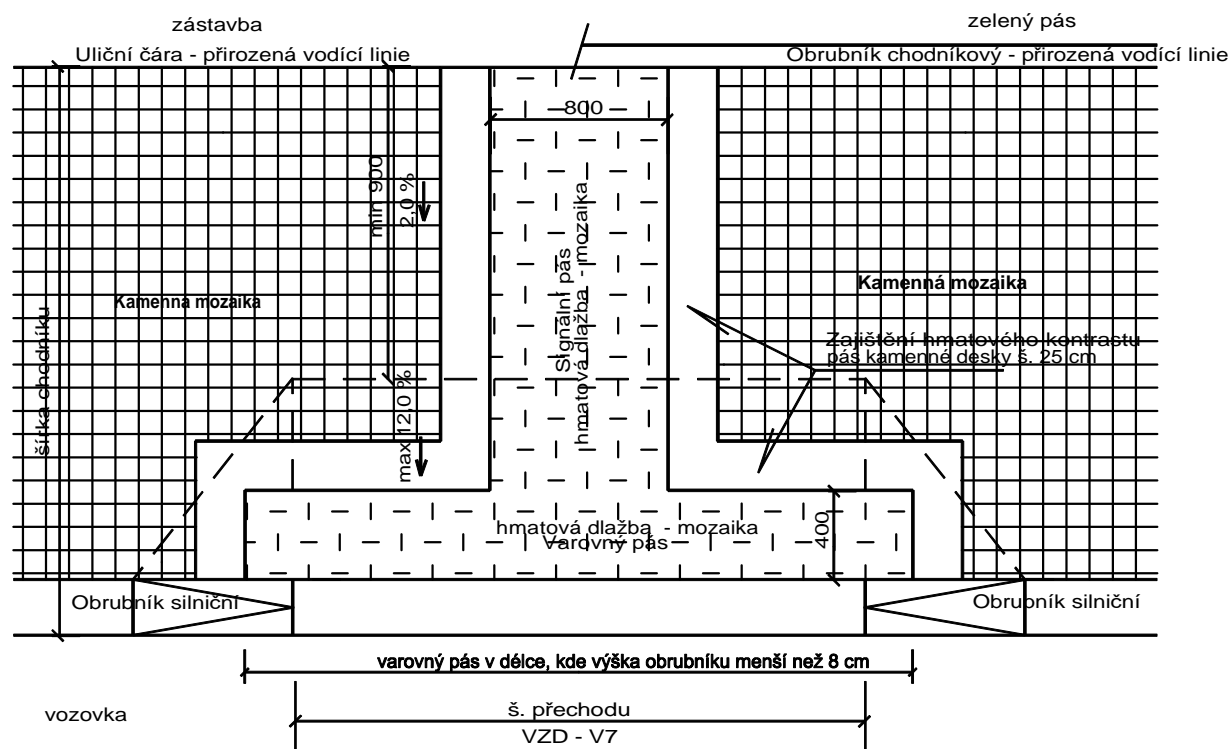 zástavba
zelený pás
Uliční čára - přirozená vodící linie
Obrubník chodníkový - přirozená vodící linie
800
min 900
2,0 %
Signální pás
hmatová dlažba - mozaika
Kamenná mozaika
Kamenná mozaika
Zajištění hmatového kontrastu
pás kamenné desky š. 25 cm
šířka chodníku
max 12,0 %
hmatová dlažba - mozaika
Varovný pás
400
Obrubník silniční
Obrubník silniční
varovný pás v délce, kde výška obrubníku menší než 8 cm
vozovka
š. přechodu
VZD - V7